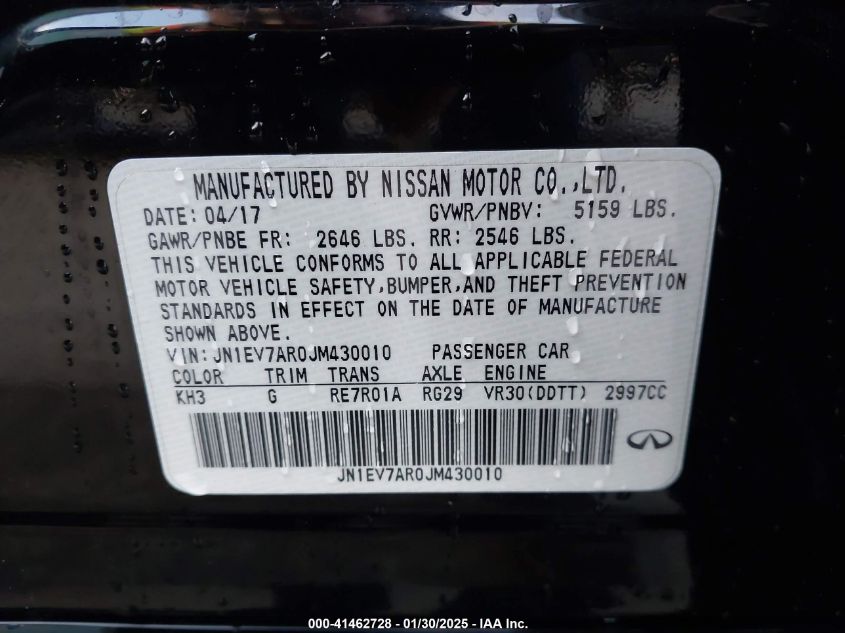 MANUFACTURED BY NISSAN MOTOR CO.,LTD.
DATE: 04/17 GVWR/PNBV: 5159 LBS.
GAWR/PNBE FR: 2646 LBS. RR: 2546 LBS.
THIS VEHICLE CONFORMS TO ALL APPLICABLE FEDERAL
MOTOR VEHICLE SAFETY,BUMPER,AND THEFT PREVENTION
STANDARDS IN EFFECT ON THE DATE OF MANUFACTURE
SHOWN ABOVE.
VIN: JN1EV7AR0JM430010 PASSENGER CAR
COLOR TRIM TRANS AXLE ENGINE
KH3 G RE7R01A RG29 VR30(DDTT) 2997CC
JN1EV7AR0JM430010
000-41462728 - 01/30/2025 - IAA Inc.